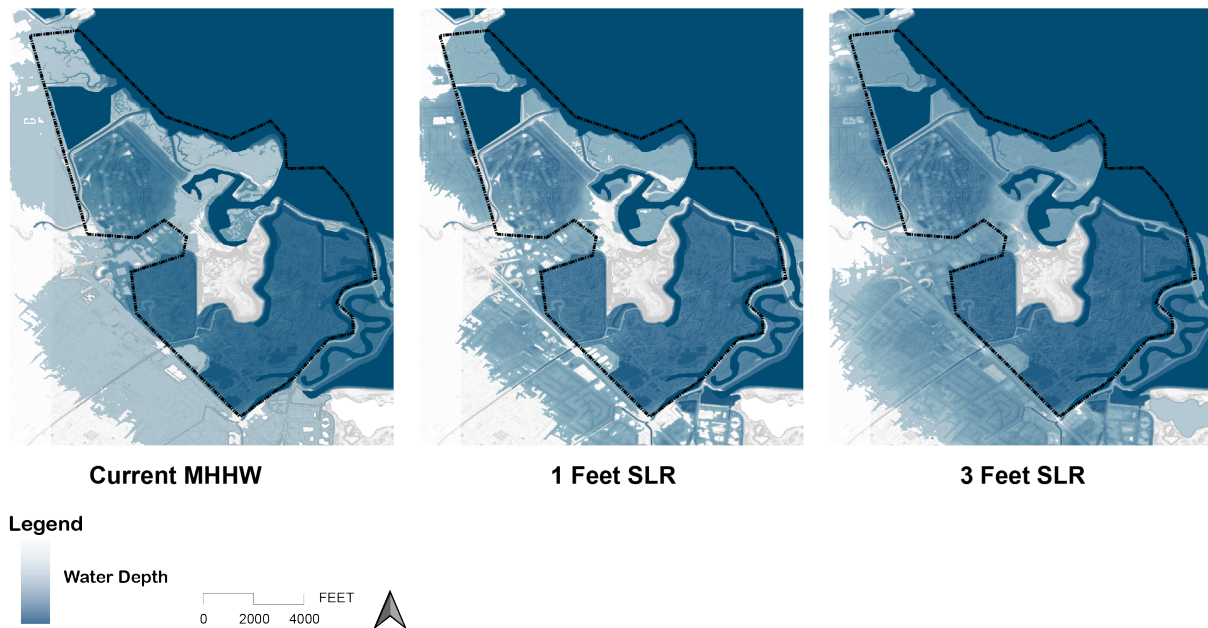 Current MHHW
1 Feet SLR
3 Feet SLR
Legend
Water Depth
FEET
0 2000 4000